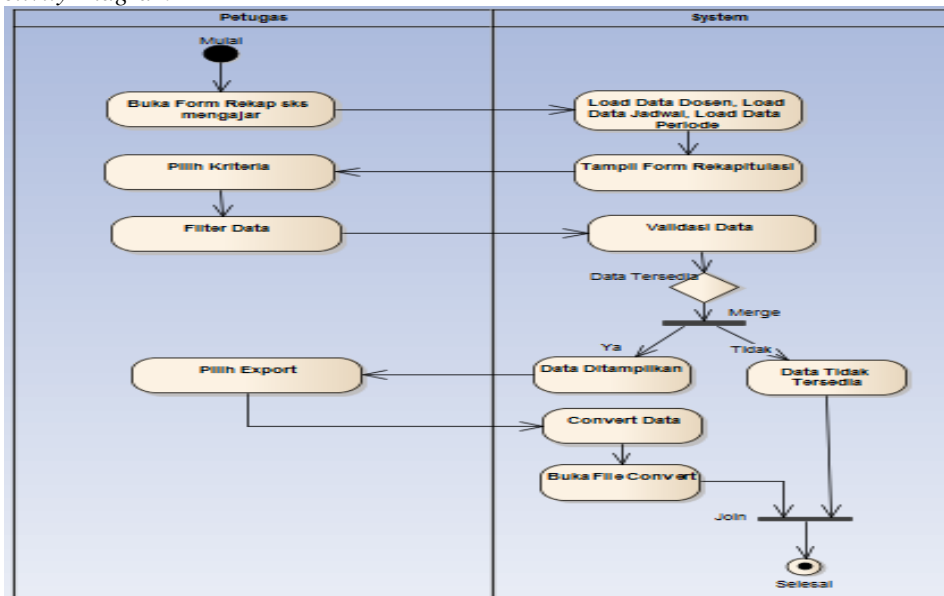 Activity Diagram
Petugas
System
Mulai
Buka Form Rekap sks
mengajar
Load Data Dosen, Load
Data Jadwal, Load Data
Periode
Pilih Kriteria
Tampil Form Rekapitulasi
Filter Data
Validasi Data
Data Tersedia
Merge
Ya
Tidak
Pilih Export
Data Ditampilkan
Data Tidak
Tersedia
Convert Data
Buka File Convert
Join
Selesai